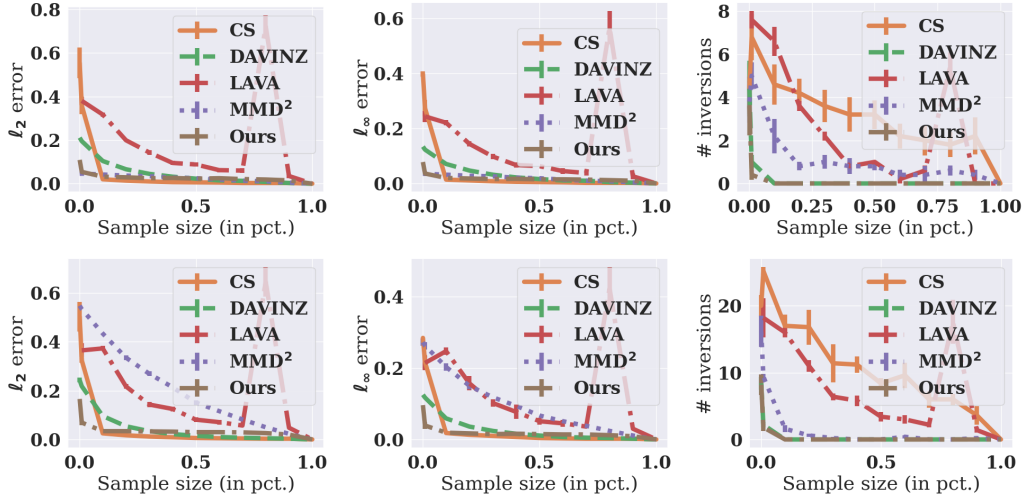 0.8
0.6
0.4
0.2
0.0
ℓ₂ error
CS
DAVINZ
LAVA
MMD²
Ours
0.0 0.5 1.0
Sample size (in pct.)
0.6
0.4
0.2
0.0
ℓ∞ error
CS
DAVINZ
LAVA
MMD²
Ours
0.0 0.5 1.0
Sample size (in pct.)
8
6
4
2
0
# inversions
CS
DAVINZ
LAVA
MMD²
Ours
0.00 0.25 0.50 0.75 1.00
Sample size (in pct.)
0.6
0.4
0.2
0.0
ℓ₂ error
CS
DAVINZ
LAVA
MMD²
Ours
0.0 0.5 1.0
Sample size (in pct.)
0.4
0.2
0.0
ℓ∞ error
CS
DAVINZ
LAVA
MMD²
Ours
0.0 0.5 1.0
Sample size (in pct.)
20
10
0
# inversions
CS
DAVINZ
LAVA
MMD²
Ours
0.0 0.5 1.0
Sample size (in pct.)